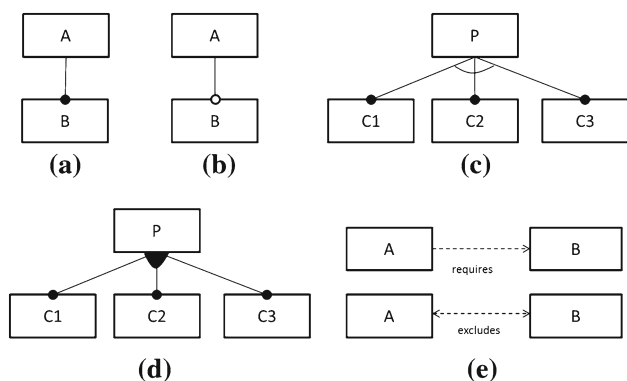 A A P
B B C1 C2 C3
(a) (b) (c)
P
A B
requires
C1 C2 C3 A B
excludes
(d) (e)